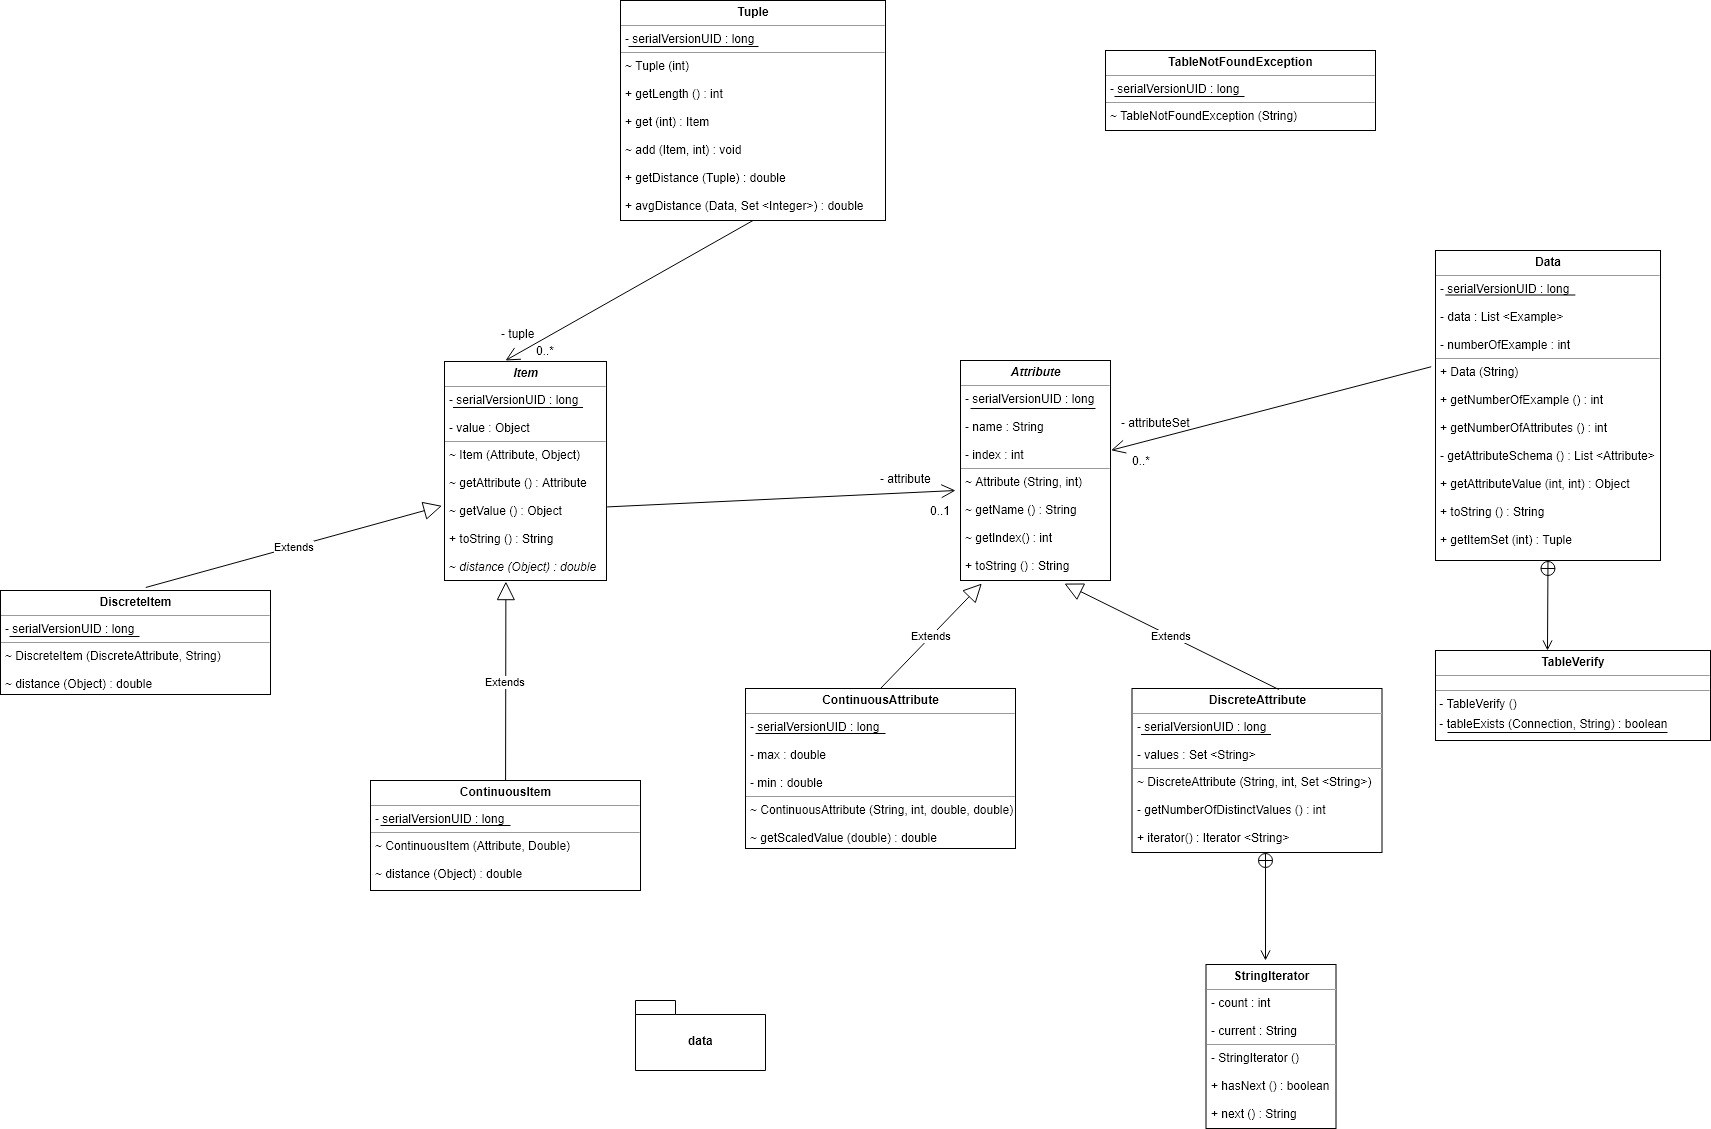 Tuple
- serialVersionUID : long
~ Tuple (int)
+ getLength () : int
+ get (int) : Item
~ add (Item, int) : void
+ getDistance (Tuple) : double
+ avgDistance (Data, Set <Integer>) : double
TableNotFoundException
- serialVersionUID : long
~ TableNotFoundException (String)
Data
- serialVersionUID : long
- data : List <Example>
- numberOfExample : int
+ Data (String)
+ getNumberOfExample () : int
+ getNumberOfAttributes () : int
- getAttributeSchema () : List <Attribute>
+ getAttributeValue (int, int) : Object
+ toString () : String
+ getItemSet (int) : Tuple
- tuple
0..*
Item
- serialVersionUID : long
- value : Object
~ Item (Attribute, Object)
~ getAttribute () : Attribute
~ getValue () : Object
+ toString () : String
~ distance (Object) : double
- attribute
0..1
Attribute
- serialVersionUID : long
- name : String
- index : int
~ Attribute (String, int)
~ getName () : String
~ getIndex() : int
+ toString () : String
- attributeSet
0..*
Extends
DiscreteItem
- serialVersionUID : long
~ DiscreteItem (DiscreteAttribute, String)
~ distance (Object) : double
Extends
Extends
Extends
TableVerify
- TableVerify ()
- tableExists (Connection, String) : boolean
ContinuousAttribute
- serialVersionUID : long
- max : double
- min : double
~ ContinuousAttribute (String, int, double, double)
~ getScaledValue (double) : double
DiscreteAttribute
- serialVersionUID : long
- values : Set <String>
~ DiscreteAttribute (String, int, Set <String>)
- getNumberOfDistinctValues () : int
+ iterator() : Iterator <String>
ContinuousItem
- serialVersionUID : long
~ ContinuousItem (Attribute, Double)
~ distance (Object) : double
StringIterator
- count : int
- current : String
- StringIterator ()
+ hasNext () : boolean
+ next () : String
data